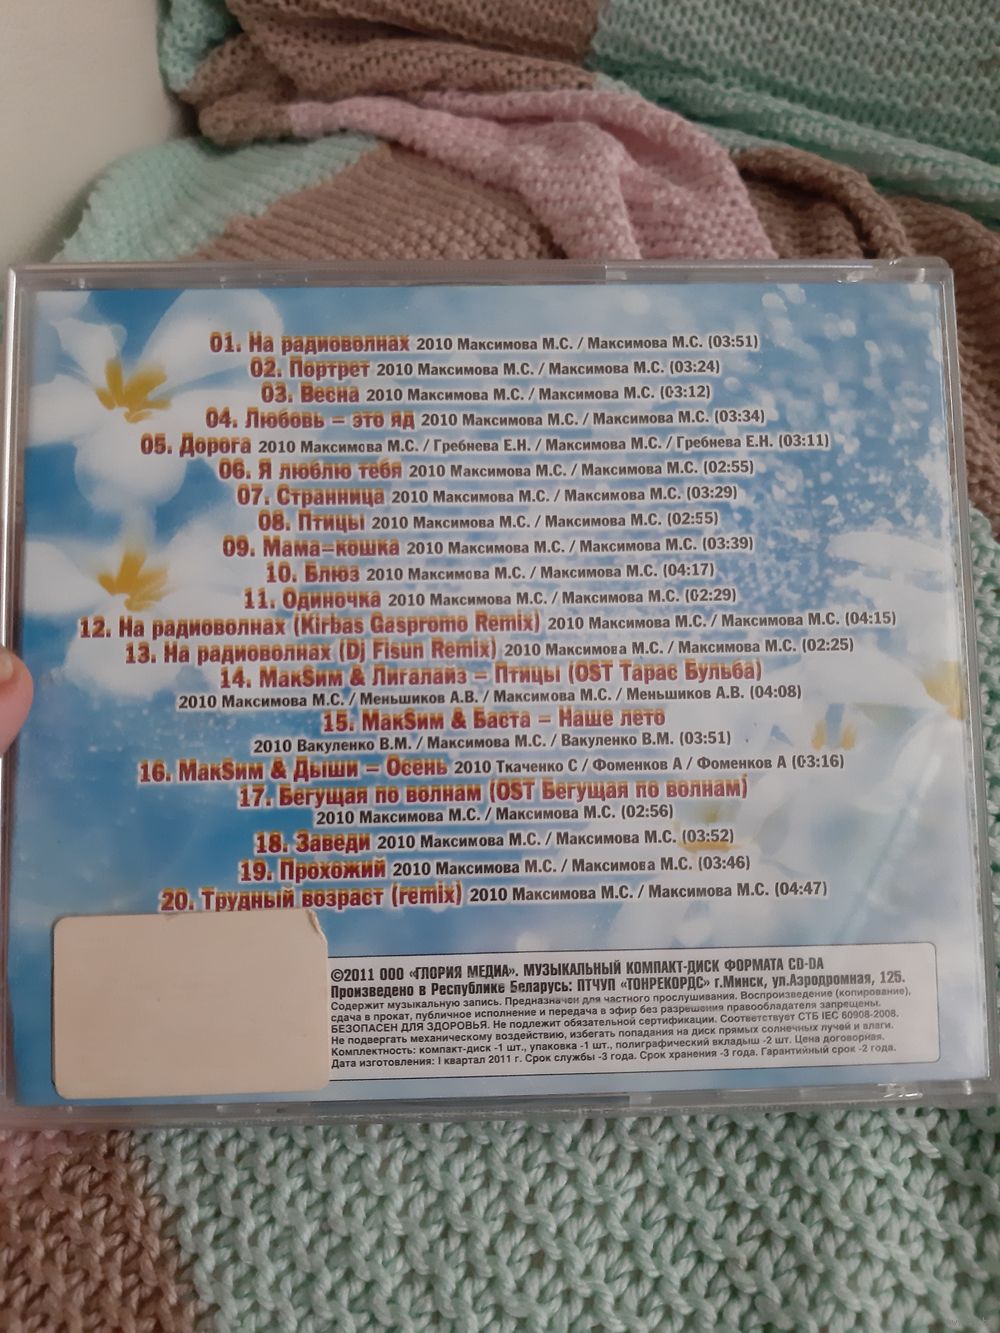 01. На радиоволнах 2010 Максимова М.С. / Максимова М.С. (03:51)
02. Портрет 2010 Максимова М.С. / Максимова М.С. (03:24)
03. Весна 2010 Максимова М.С. / Максимова М.С. (03:12)
04. Любовь = это яд 2010 Максимова М.С. / Максимова М.С. (03:34)
05. Дорога 2010 Максимова М.С. / Гребнева Е.Н. / Максимова М.С. / Гребнева Е.Н. (03:11)
06. Я люблю тебя 2010 Максимова М.С. / Максимова М.С. (02:55)
07. Странница 2010 Максимова М.С. / Максимова М.С. (03:29)
08. Птицы 2010 Максимова М.С. / Максимова М.С. (02:55)
09. Мама=кошка 2010 Максимова М.С. / Максимова М.С. (03:39)
10. Блюз 2010 Максимова М.С. / Максимова М.С. (04:17)
11. Одиночка 2010 Максимова М.С. / Максимова М.С. (02:29)
12. На радиоволнах (Kirbas Gaspromo Remix) 2010 Максимова М.С. / Максимова М.С. (04:15)
13. На радиоволнах (Dj Fisun Remix) 2010 Максимова М.С. / Максимова М.С. (02:25)
14. МакSим & Лигалайз = Птицы (OST Тарас Бульба)
2010 Максимова М.С. / Меньшиков А.В. / Максимова М.С. / Меньшиков А.В. (04:08)
15. МакSим & Баста = Наше лето
2010 Вакуленко В.М. / Максимова М.С. / Вакуленко В.М. (03:51)
16. МакSим & Дыши = Осень 2010 Ткаченко С / Фоменков А / Фоменков А (03:16)
17. Бегущая по волнам (OST Бегущая по волнам)
2010 Максимова М.С. / Максимова М.С. (02:56)
18. Заведи 2010 Максимова М.С. / Максимова М.С. (03:52)
19. Прохожий 2010 Максимова М.С. / Максимова М.С. (03:46)
20. Трудный возраст (remix) 2010 Максимова М.С. / Максимова М.С. (04:47)
©2011 ООО «ГЛОРИЯ МЕДИА». МУЗЫКАЛЬНЫЙ КОМПАКТ-ДИСК ФОРМАТА CD-DA
Произведено в Республике Беларусь: ПТЧУП «ТОНРЕКОРДС» г.Минск, ул.Аэродромная, 125.
Содержит музыкальную запись. Предназначен для частного прослушивания. Воспроизведение (копирование),
сдача в прокат, публичное исполнение и передача в эфир без разрешения правообладателя запрещены.
БЕЗОПАСЕН ДЛЯ ЗДОРОВЬЯ. Не подлежит обязательной сертификации. Соответствует СТБ IEC 60908-2008.
Не подвергать механическому воздействию, избегать попадания на диск прямых солнечных лучей и влаги.
Комплектность: компакт-диск -1 шт., упаковка -1 шт., полиграфический вкладыш -2 шт. Цена договорная.
Дата изготовления: I квартал 2011 г. Срок службы -3 года. Срок хранения -3 года. Гарантийный срок -2 года.